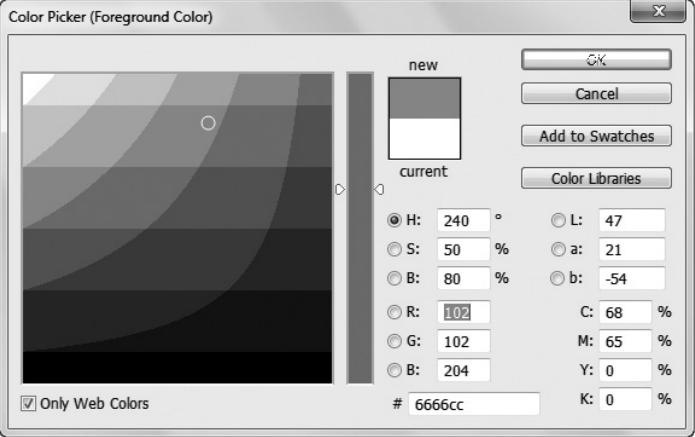 Color Picker (Foreground Color)
x
new
current
OK
Cancel
Add to Swatches
Color Libraries
H: 240 °
S: 50 %
B: 80 %
R: 102
G: 102
B: 204
# 6666cc
L: 47
a: 21
b: -54
C: 68 %
M: 65 %
Y: 0 %
K: 0 %
Only Web Colors